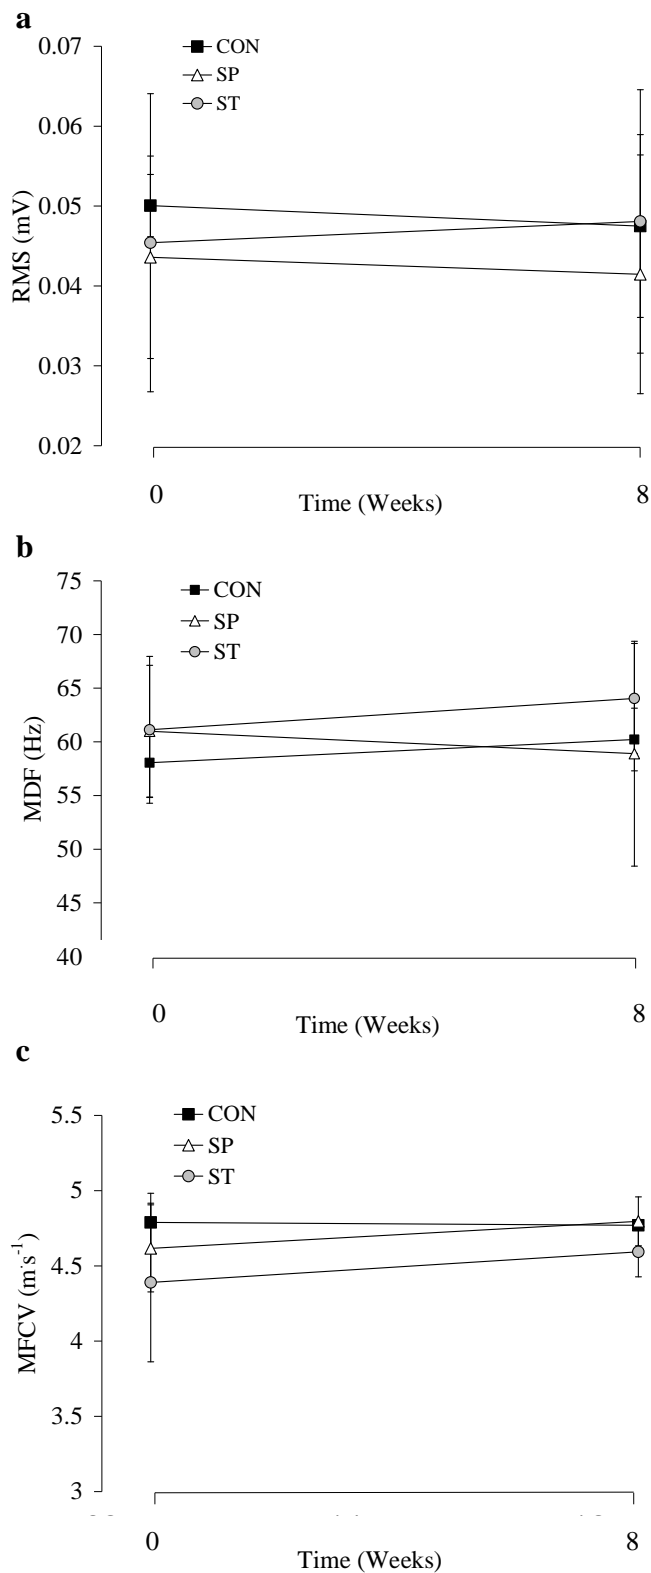 a
0.07
CON
SP
ST
0.06
0.05
0.04
0.03
0.02
RMS (mV)
0
8
Time (Weeks)
b
75
CON
SP
ST
70
65
60
55
50
45
40
MDF (Hz)
0
8
Time (Weeks)
c
5.5
CON
SP
ST
5
4.5
4
3.5
3
MFCV (m.s-1)
0
8
Time (Weeks)